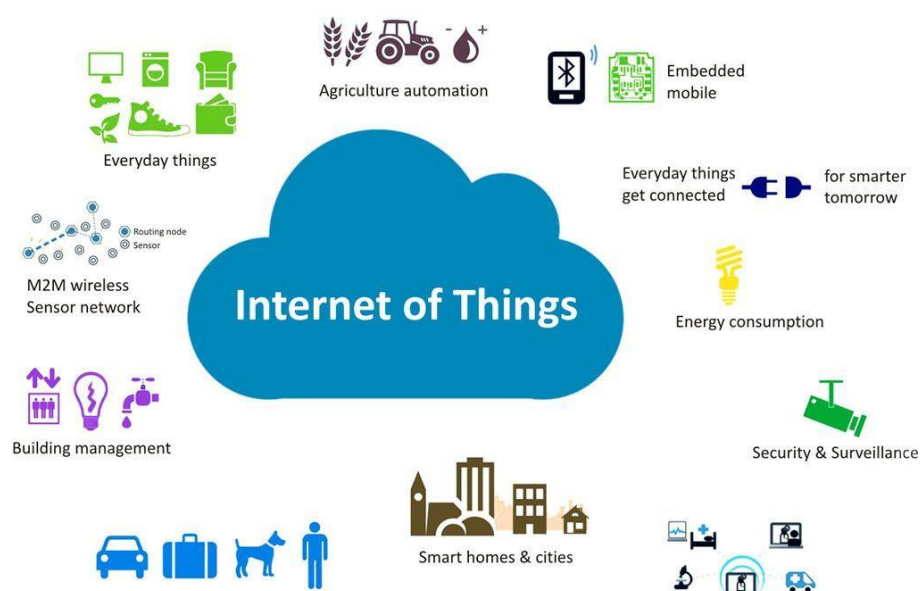 Agriculture automation
Embedded
mobile
Everyday things
Everyday things
get connected
for smarter
tomorrow
Routing node
Sensor
M2M wireless
Sensor network
Internet of Things
Energy consumption
Building management
Security & Surveillance
Smart homes & cities